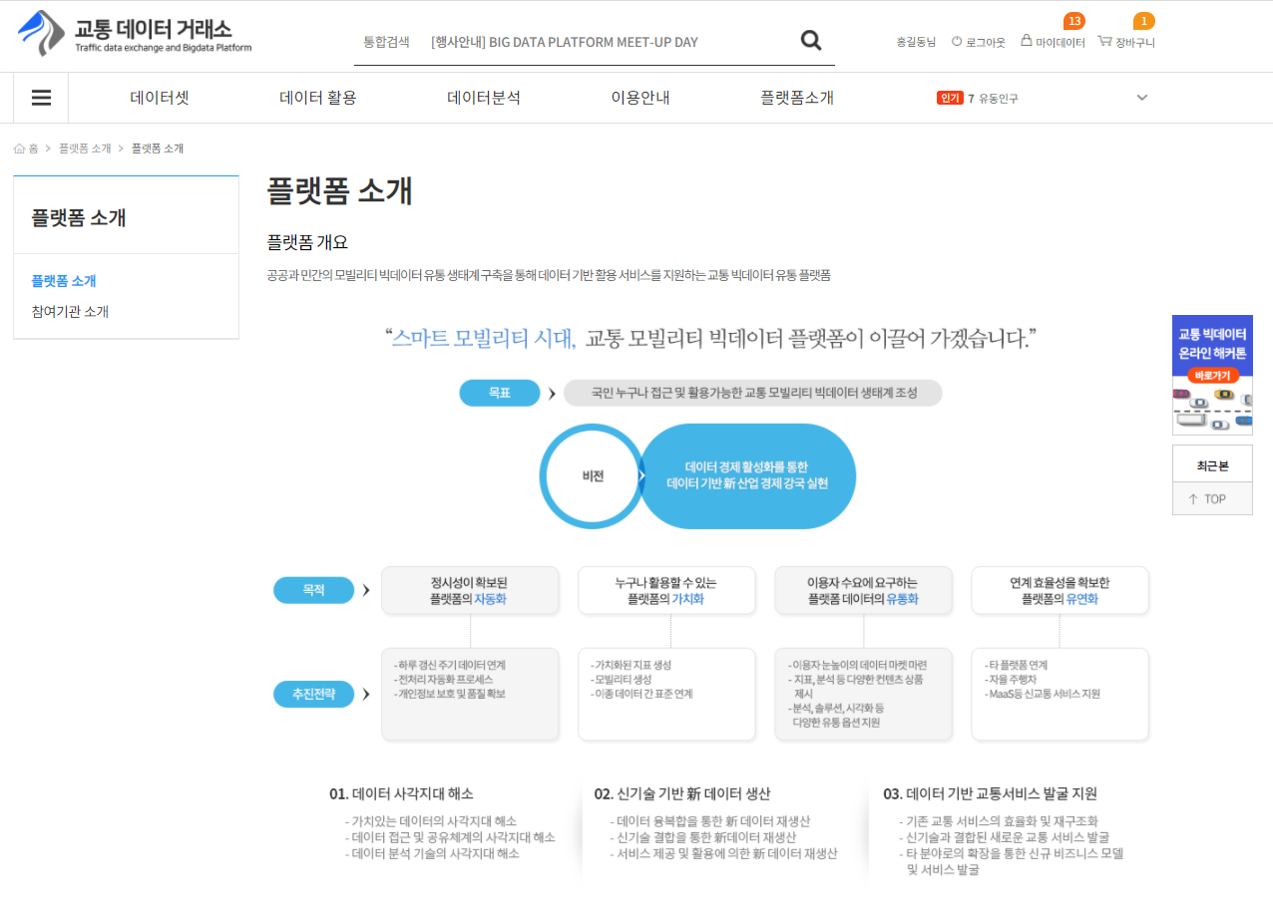 교통 데이터 거래소
Traffic data exchange and Bigdata Platform
통합검색 [행사안내] BIG DATA PLATFORM MEET-UP DAY
홍길동님 로그아웃 13 마이데이터 1 장바구니
데이터셋 데이터 활용 데이터분석 이용안내 플랫폼소개 인기 7 유동인구
홈 > 플랫폼 소개 > 플랫폼 소개
플랫폼 소개
플랫폼 소개
참여기관 소개
플랫폼 소개
플랫폼 개요
공공과 민간의 모빌리티 빅데이터 유통 생태계 구축을 통해 데이터 기반 활용 서비스를 지원하는 교통 빅데이터 유통 플랫폼
“스마트 모빌리티 시대, 교통 모빌리티 빅데이터 플랫폼이 이끌어 가겠습니다.”
목표 국민 누구나 접근 및 활용가능한 교통 모빌리티 빅데이터 생태계 조성
비전
데이터 경제 활성화를 통한
데이터 기반 新 산업 경제 강국 실현
목적
정시성이 확보된
플랫폼의 자동화
누구나 활용할 수 있는
플랫폼의 가치화
이용자 수요에 요구하는
플랫폼 데이터의 유통화
연계 효율성을 확보한
플랫폼의 유연화
추진전략
- 하루 갱신 주기 데이터 연계
- 전처리 자동화 프로세스
- 개인정보 보호 및 품질 확보
- 가치화된 지표 생성
- 모빌리티 생성
- 이종 데이터 간 표준 연계
- 이용자 눈높이의 데이터 마켓 마련
- 지표, 분석 등 다양한 컨텐츠 상품
제시
- 분석, 솔루션, 시각화 등
다양한 유통 옵션 지원
- 타 플랫폼 연계
- 자율 주행차
- MaaS등 신교통 서비스 지원
01. 데이터 사각지대 해소
- 가치있는 데이터의 사각지대 해소
- 데이터 접근 및 공유체계의 사각지대 해소
- 데이터 분석 기술의 사각지대 해소
02. 신기술 기반 新 데이터 생산
- 데이터 융복합을 통한 新 데이터 재생산
- 신기술 결합을 통한 新데이터 재생산
- 서비스 제공 및 활용에 의한 新 데이터 재생산
03. 데이터 기반 교통서비스 발굴 지원
- 기존 교통 서비스의 효율화 및 재구조화
- 신기술과 결합된 새로운 교통 서비스 발굴
- 타 분야로의 확장을 통한 신규 비즈니스 모델
및 서비스 발굴
교통 빅데이터
온라인 해커톤
바로가기
최근본
↑ TOP